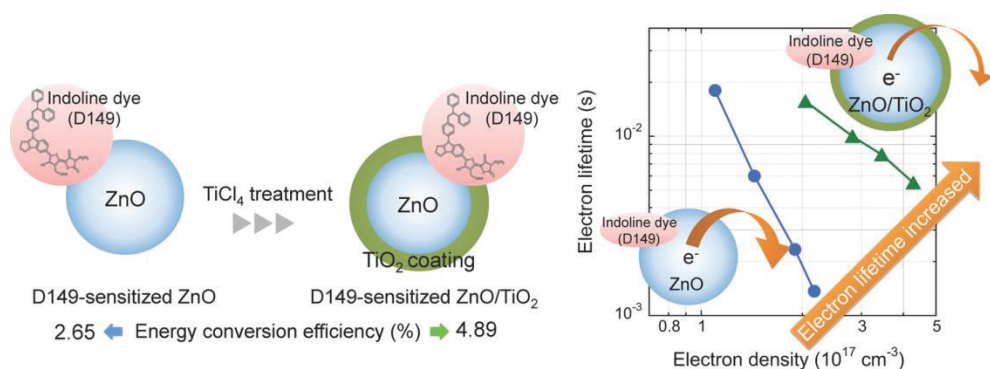 Indoline dye
(D149)
ZnO
D149-sensitized ZnO
TiCl₄ treatment
Indoline dye
(D149)
ZnO
TiO₂ coating
D149-sensitized ZnO/TiO₂
2.65 Energy conversion efficiency (%) 4.89
Electron lifetime (s)
10⁻²
10⁻³
Indoline dye
(D149)
e⁻
ZnO/TiO₂
Indoline dye
(D149)
e⁻
ZnO
Electron lifetime increased
0.8 1 3 5
Electron density (10¹⁷ cm⁻³)